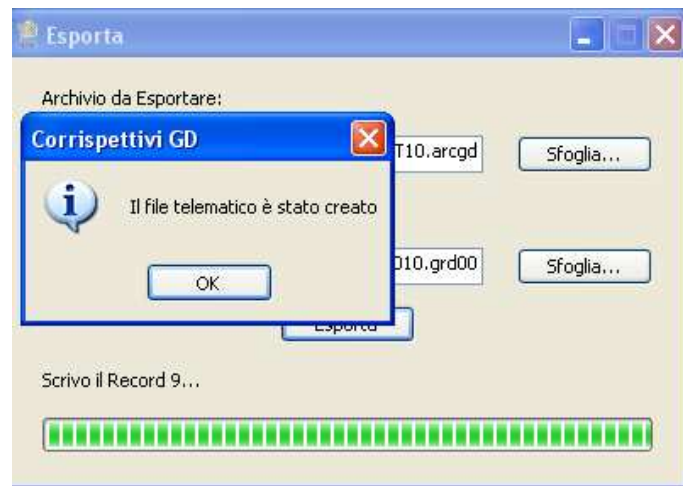 Esporta
Archivio da Esportare:
Corrispettivi GD
T10.arcgd
Sfoglia...
Il file telematico è stato creato
OK
010.grd00
Sfoglia...
Esporta
Scrivo il Record 9...